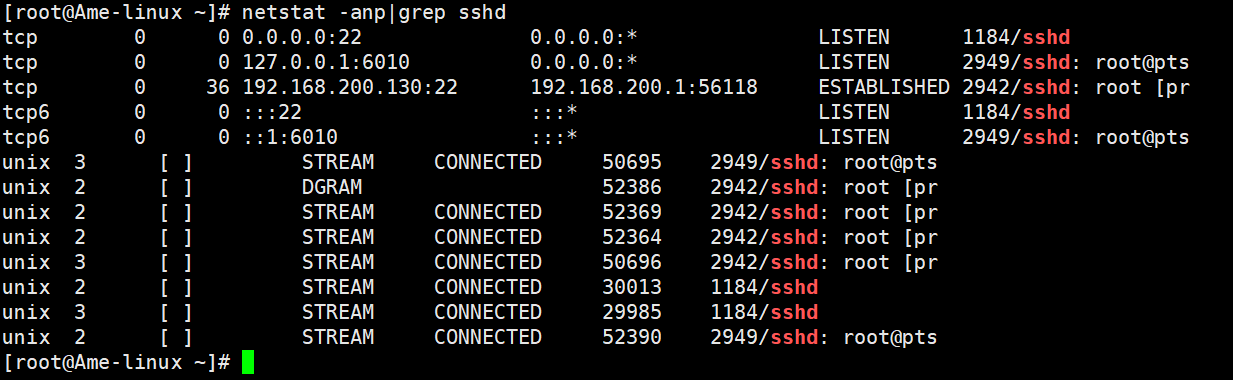 [root@Ame-linux ~]# netstat -anp|grep sshd
tcp        0      0 0.0.0.0:22              0.0.0.0:*               LISTEN      1184/sshd
tcp        0      0 127.0.0.1:6010          0.0.0.0:*               LISTEN      2949/sshd: root@pts
tcp        0     36 192.168.200.130:22      192.168.200.1:56118     ESTABLISHED 2942/sshd: root [pr
tcp6       0      0 :::22                   :::*                    LISTEN      1184/sshd
tcp6       0      0 ::1:6010                :::*                    LISTEN      2949/sshd: root@pts
unix  3      [ ]         STREAM     CONNECTED     50695    2949/sshd: root@pts
unix  2      [ ]         DGRAM                    52386    2942/sshd: root [pr
unix  2      [ ]         STREAM     CONNECTED     52369    2942/sshd: root [pr
unix  2      [ ]         STREAM     CONNECTED     52364    2942/sshd: root [pr
unix  3      [ ]         STREAM     CONNECTED     50696    2942/sshd: root [pr
unix  2      [ ]         STREAM     CONNECTED     30013    1184/sshd
unix  3      [ ]         STREAM     CONNECTED     29985    1184/sshd
unix  2      [ ]         STREAM     CONNECTED     52390    2949/sshd: root@pts
[root@Ame-linux ~]#